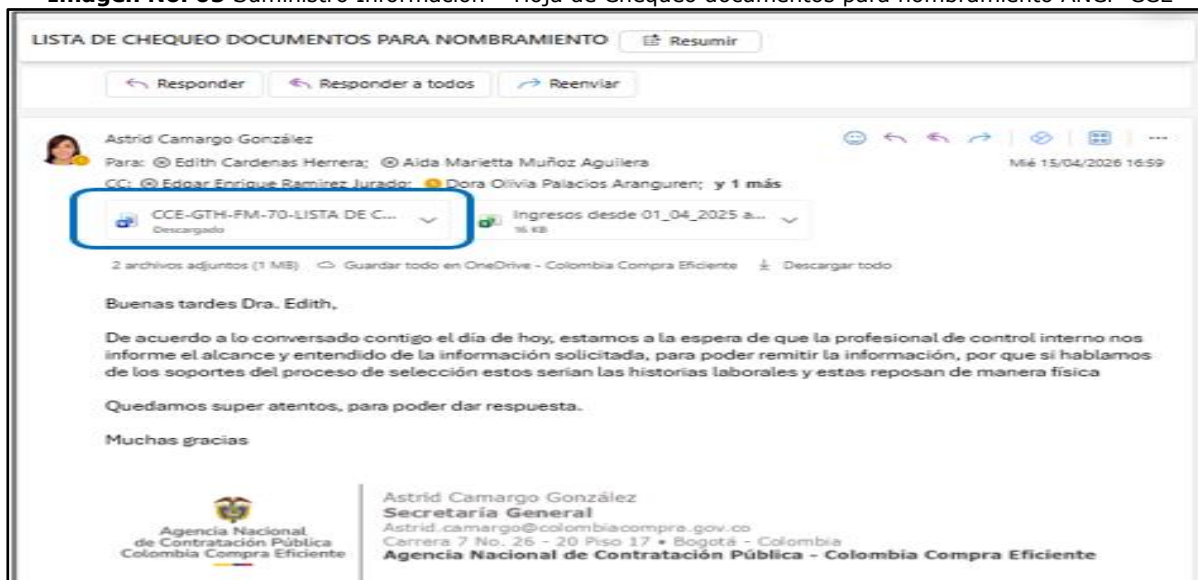 Imagen No. 05 Suministro Información – Hoja de Chequeo documentos para nombramiento ANCP-CCE
LISTA DE CHEQUEO DOCUMENTOS PARA NOMBRAMIENTO Resumir
Responder Responder a todos Reenviar
Astrid Camargo González
Para: Edith Cardenas Herrera; Aida Marietta Muñoz Aguilera Mié 15/04/2026 16:59
CC: Edgar Enrique Ramirez Jurado; Dora Olivia Palacios Aranguren; y 1 más
CCE-GTH-FM-70-LISTA DE C... Ingresos desde 01_04_2025 a...
Descargado 16 KB
2 archivos adjuntos (1 MB) Guardar todo en OneDrive - Colombia Compra Eficiente Descargar todo
Buenas tardes Dra. Edith,
De acuerdo a lo conversado contigo el día de hoy, estamos a la espera de que la profesional de control interno nos
informe el alcance y entendido de la información solicitada, para poder remitir la información, por que si hablamos
de los soportes del proceso de selección estos serian las historias laborales y estas reposan de manera física
Quedamos super atentos, para poder dar respuesta.
Muchas gracias
Agencia Nacional
de Contratación Pública
Colombia Compra Eficiente
Astrid Camargo González
Secretaría General
Astrid.camargo@colombiacompra.gov.co
Carrera 7 No. 26 - 20 Piso 17 • Bogotá - Colombia
Agencia Nacional de Contratación Pública - Colombia Compra Eficiente